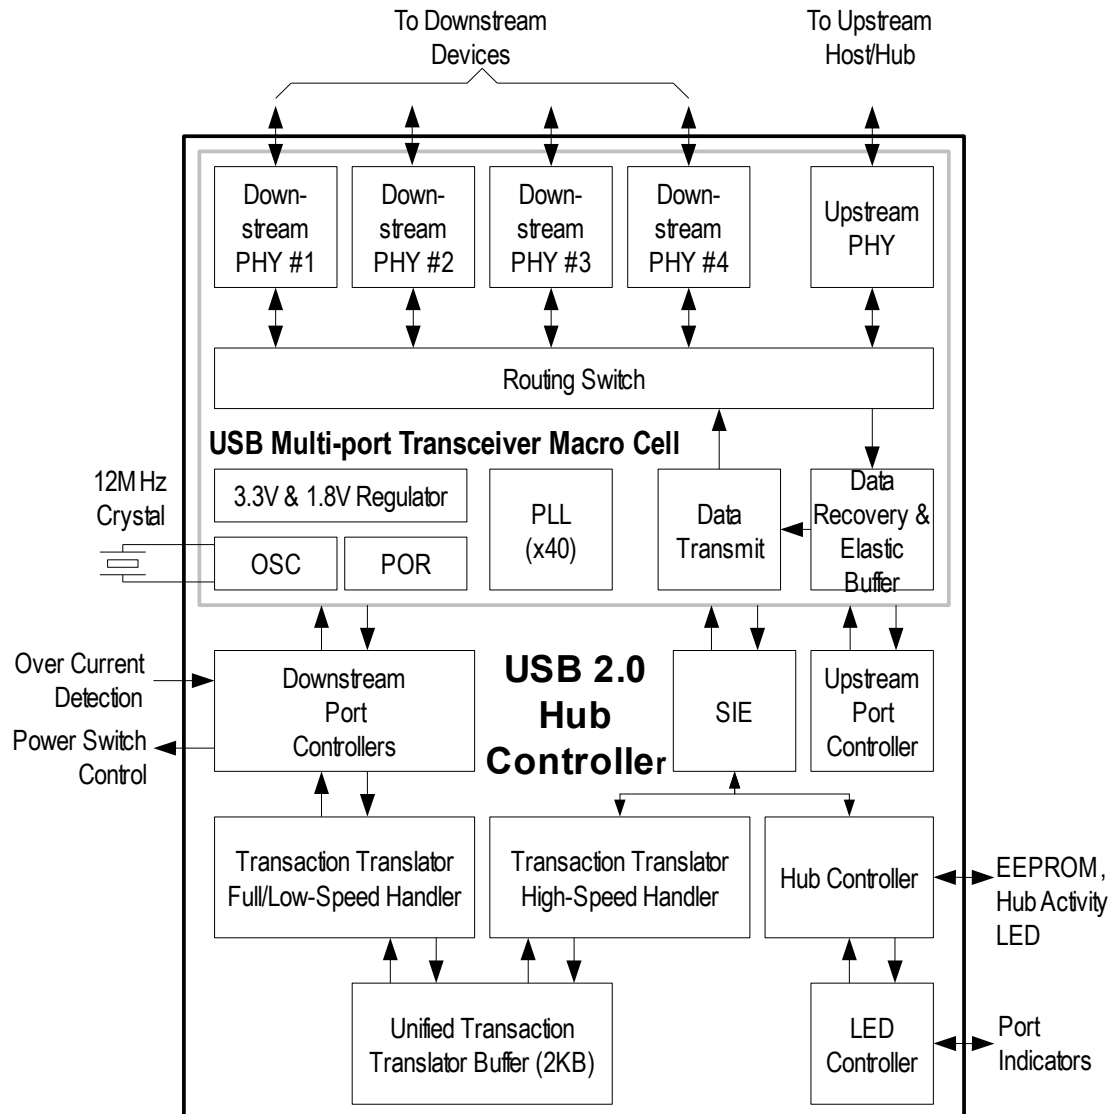 To Downstream
Devices
To Upstream
Host/Hub
Down-
stream
PHY #1
Down-
stream
PHY #2
Down-
stream
PHY #3
Down-
stream
PHY #4
Upstream
PHY
Routing Switch
USB Multi-port Transceiver Macro Cell
12MHz
Crystal
3.3V & 1.8V Regulator
OSC
POR
PLL
(x40)
Data
Transmit
Data
Recovery &
Elastic
Buffer
Over Current
Detection
Power Switch
Control
Downstream
Port
Controllers
USB 2.0
Hub
Controller
SIE
Upstream
Port
Controller
Transaction Translator
Full/Low-Speed Handler
Transaction Translator
High-Speed Handler
Hub Controller
EEPROM,
Hub Activity
LED
Unified Transaction
Translator Buffer (2KB)
LED
Controller
Port
Indicators